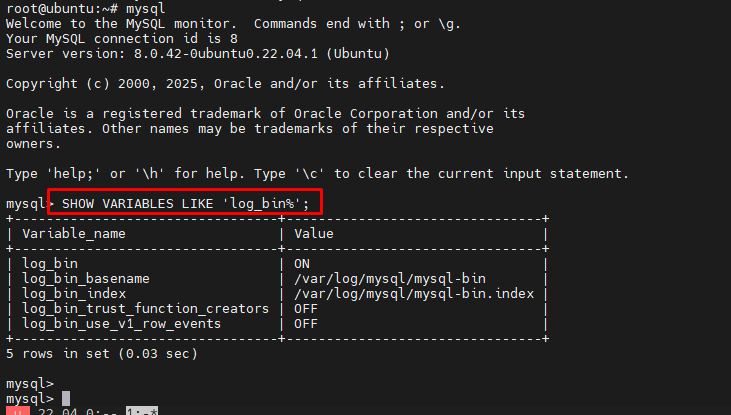 root@ubuntu:~# mysql
Welcome to the MySQL monitor.  Commands end with ; or \g.
Your MySQL connection id is 8
Server version: 8.0.42-0ubuntu0.22.04.1 (Ubuntu)
Copyright (c) 2000, 2025, Oracle and/or its affiliates.
Oracle is a registered trademark of Oracle Corporation and/or its
affiliates. Other names may be trademarks of their respective
owners.
Type 'help;' or '\h' for help. Type '\c' to clear the current input statement.
mysql> SHOW VARIABLES LIKE 'log_bin%';
+---------------------------------+--------------------------------+
| Variable_name                   | Value                          |
+---------------------------------+--------------------------------+
| log_bin                         | ON                             |
| log_bin_basename                | /var/log/mysql/mysql-bin       |
| log_bin_index                   | /var/log/mysql/mysql-bin.index |
| log_bin_trust_function_creators | OFF                            |
| log_bin_use_v1_row_events       | OFF                            |
+---------------------------------+--------------------------------+
5 rows in set (0.03 sec)
mysql>
mysql>
u 22.04 0:-- 1:-*